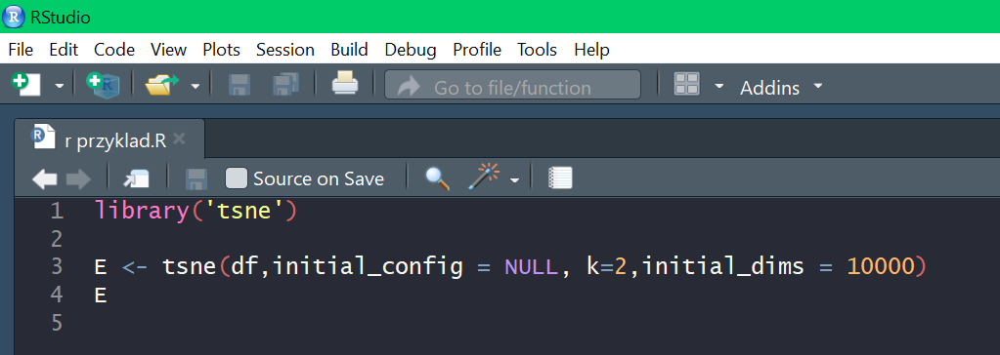 RStudio
File Edit Code View Plots Session Build Debug Profile Tools Help
Go to file/function Addins
r przyklad.R
Source on Save
1 library('tsne')
2
3 E <- tsne(df,initial_config = NULL, k=2,initial_dims = 10000)
4 E
5